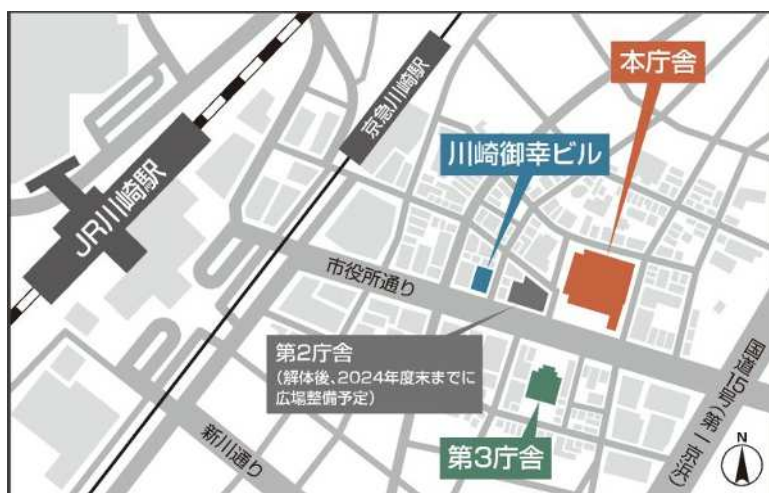 本庁舎
京急川崎駅
川崎御幸ビル
JR川崎駅
市役所通り
第2庁舎
(解体後、2024年度末までに
広場整備予定)
国道15号(第一京浜)
新川通り
第3庁舎
N